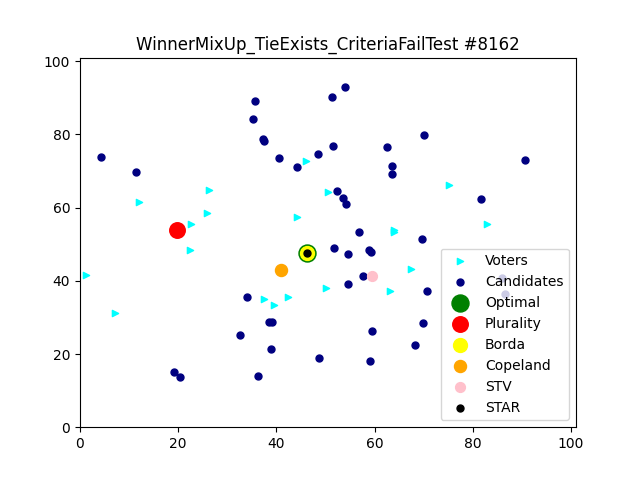 WinnerMixUp_TieExists_CriteriaFailTest #8162
100
80
60
40
20
0
0 20 40 60 80 100
Voters
Candidates
Optimal
Plurality
Borda
Copeland
STV
STAR